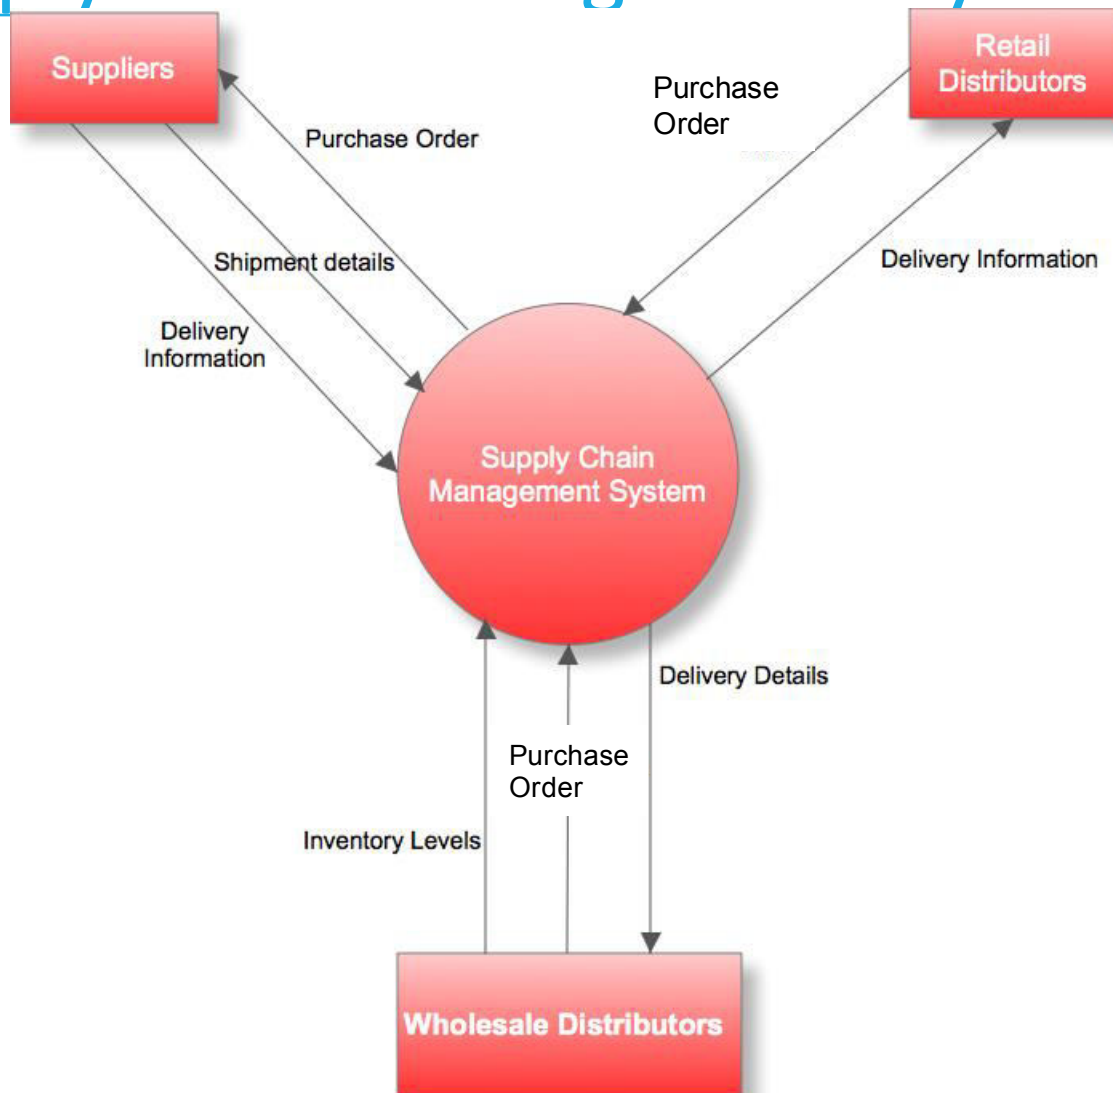 Suppliers
Retail
Distributors
Purchase
Order
Purchase Order
Shipment details
Delivery Information
Delivery
Information
Supply Chain
Management System
Delivery Details
Purchase
Order
Inventory Levels
Wholesale Distributors